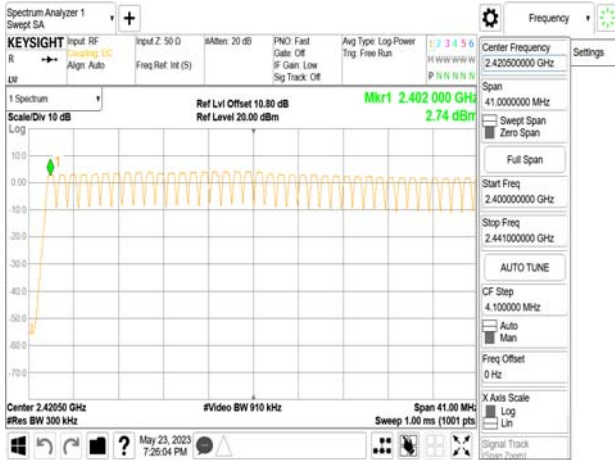 Spectrum Analyzer 1
Swept SA
+
Frequency
KEYSIGHT
R
Input: RF
Coupling: DC
Align: Auto
Input Z: 50 Ω
Freq Ref: Int (S)
#Atten: 20 dB
PNO: Fast
Gate: Off
IF Gain: Low
Sig Track: Off
Avg Type: Log-Power
Trig: Free Run
1 2 3 4 5 6
M W W W W W
P N N N N N
Center Frequency
2.420500000 GHz
Settings
Span
41.0000000 MHz
Swept Span
Zero Span
Full Span
Start Freq
2.400000000 GHz
Stop Freq
2.441000000 GHz
AUTO TUNE
CF Step
4.100000 MHz
Auto
Man
Freq Offset
0 Hz
X Axis Scale
Log
Lin
Signal Track
(Span Zoom)
1 Spectrum
Scale/Div 10 dB
Log
Ref Lvl Offset 10.80 dB
Ref Level 20.00 dBm
Mkr1 2.402 000 GHz
2.74 dBm
1
10.0
0.00
-10.0
-20.0
-30.0
-40.0
-50.0
-60.0
-70.0
Center 2.42050 GHz
#Res BW 300 kHz
#Video BW 910 kHz
Span 41.00 MHz
Sweep 1.00 ms (1001 pts)
?
May 23, 2023
7:26:04 PM